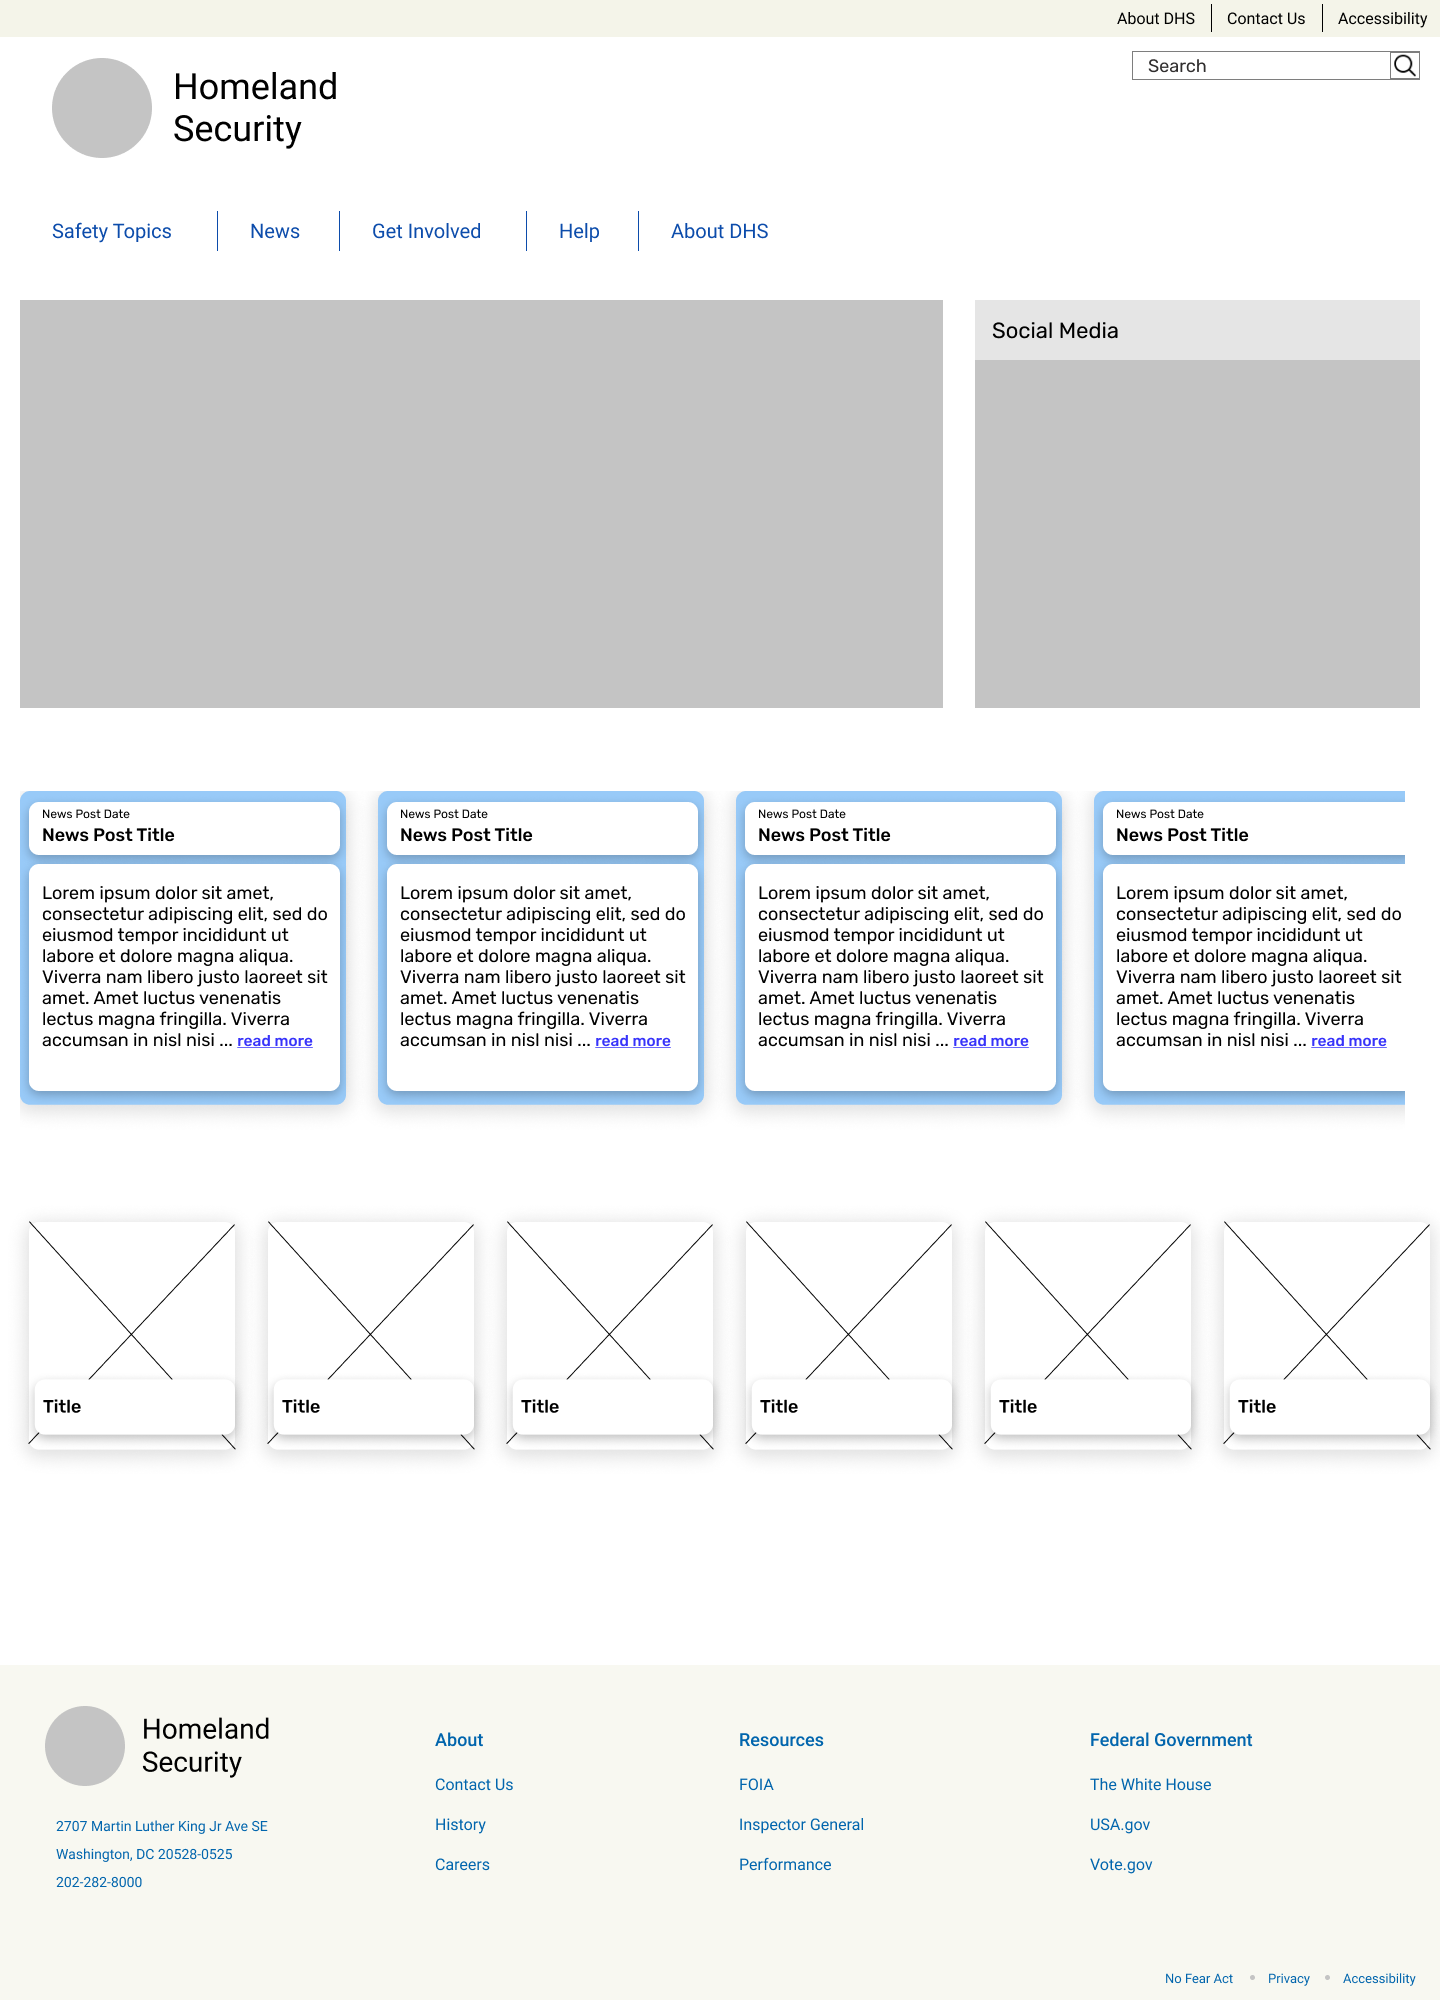 About DHS
Contact Us
Accessibility
Search
Homeland
Security
Safety Topics
News
Get Involved
Help
About DHS
Social Media
News Post Date
News Post Title
Lorem ipsum dolor sit amet,
consectetur adipiscing elit, sed do
eiusmod tempor incididunt ut
labore et dolore magna aliqua.
Viverra nam libero justo laoreet sit
amet. Amet luctus venenatis
lectus magna fringilla. Viverra
accumsan in nisl nisi ... read more
News Post Date
News Post Title
Lorem ipsum dolor sit amet,
consectetur adipiscing elit, sed do
eiusmod tempor incididunt ut
labore et dolore magna aliqua.
Viverra nam libero justo laoreet sit
amet. Amet luctus venenatis
lectus magna fringilla. Viverra
accumsan in nisl nisi ... read more
News Post Date
News Post Title
Lorem ipsum dolor sit amet,
consectetur adipiscing elit, sed do
eiusmod tempor incididunt ut
labore et dolore magna aliqua.
Viverra nam libero justo laoreet sit
amet. Amet luctus venenatis
lectus magna fringilla. Viverra
accumsan in nisl nisi ... read more
News Post Date
News Post Title
Lorem ipsum dolor sit amet,
consectetur adipiscing elit, sed do
eiusmod tempor incididunt ut
labore et dolore magna aliqua.
Viverra nam libero justo laoreet sit
amet. Amet luctus venenatis
lectus magna fringilla. Viverra
accumsan in nisl nisi ... read more
Title
Title
Title
Title
Title
Title
Homeland
Security
2707 Martin Luther King Jr Ave SE
Washington, DC 20528-0525
202-282-8000
About
Contact Us
History
Careers
Resources
FOIA
Inspector General
Performance
Federal Government
The White House
USA.gov
Vote.gov
No Fear Act
Privacy
Accessibility